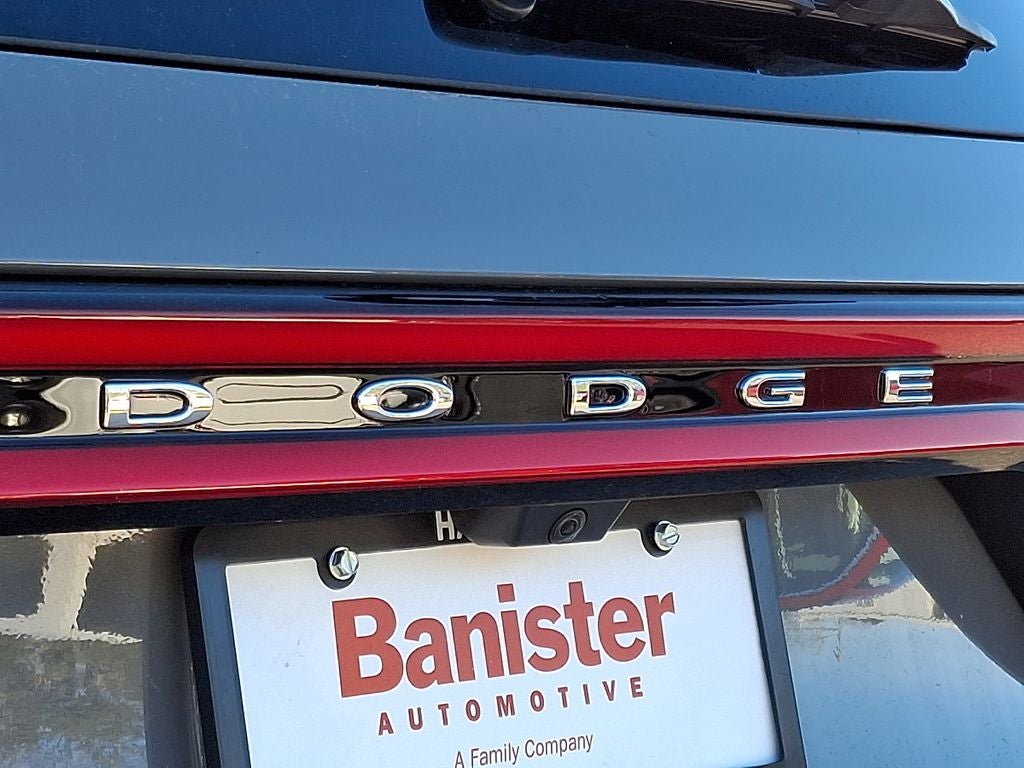 DODGE
Banister
AUTOMOTIVE
A Family Company